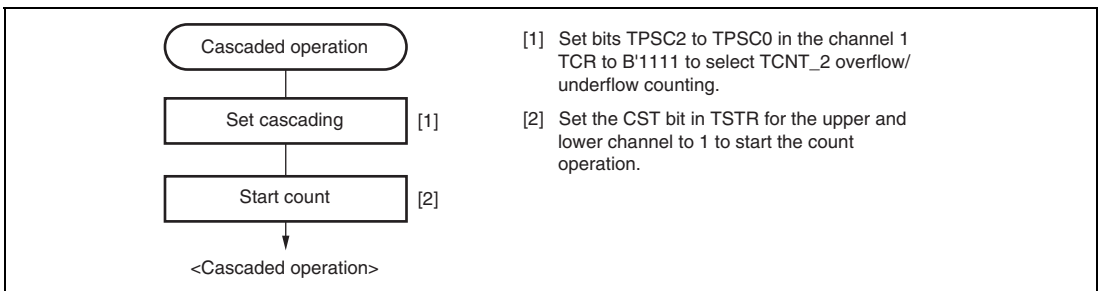 Cascaded operation
Set cascading
[1]
Start count
[2]
<Cascaded operation>
[1] Set bits TPSC2 to TPSC0 in the channel 1
TCR to B'1111 to select TCNT_2 overflow/
underflow counting.
[2] Set the CST bit in TSTR for the upper and
lower channel to 1 to start the count
operation.